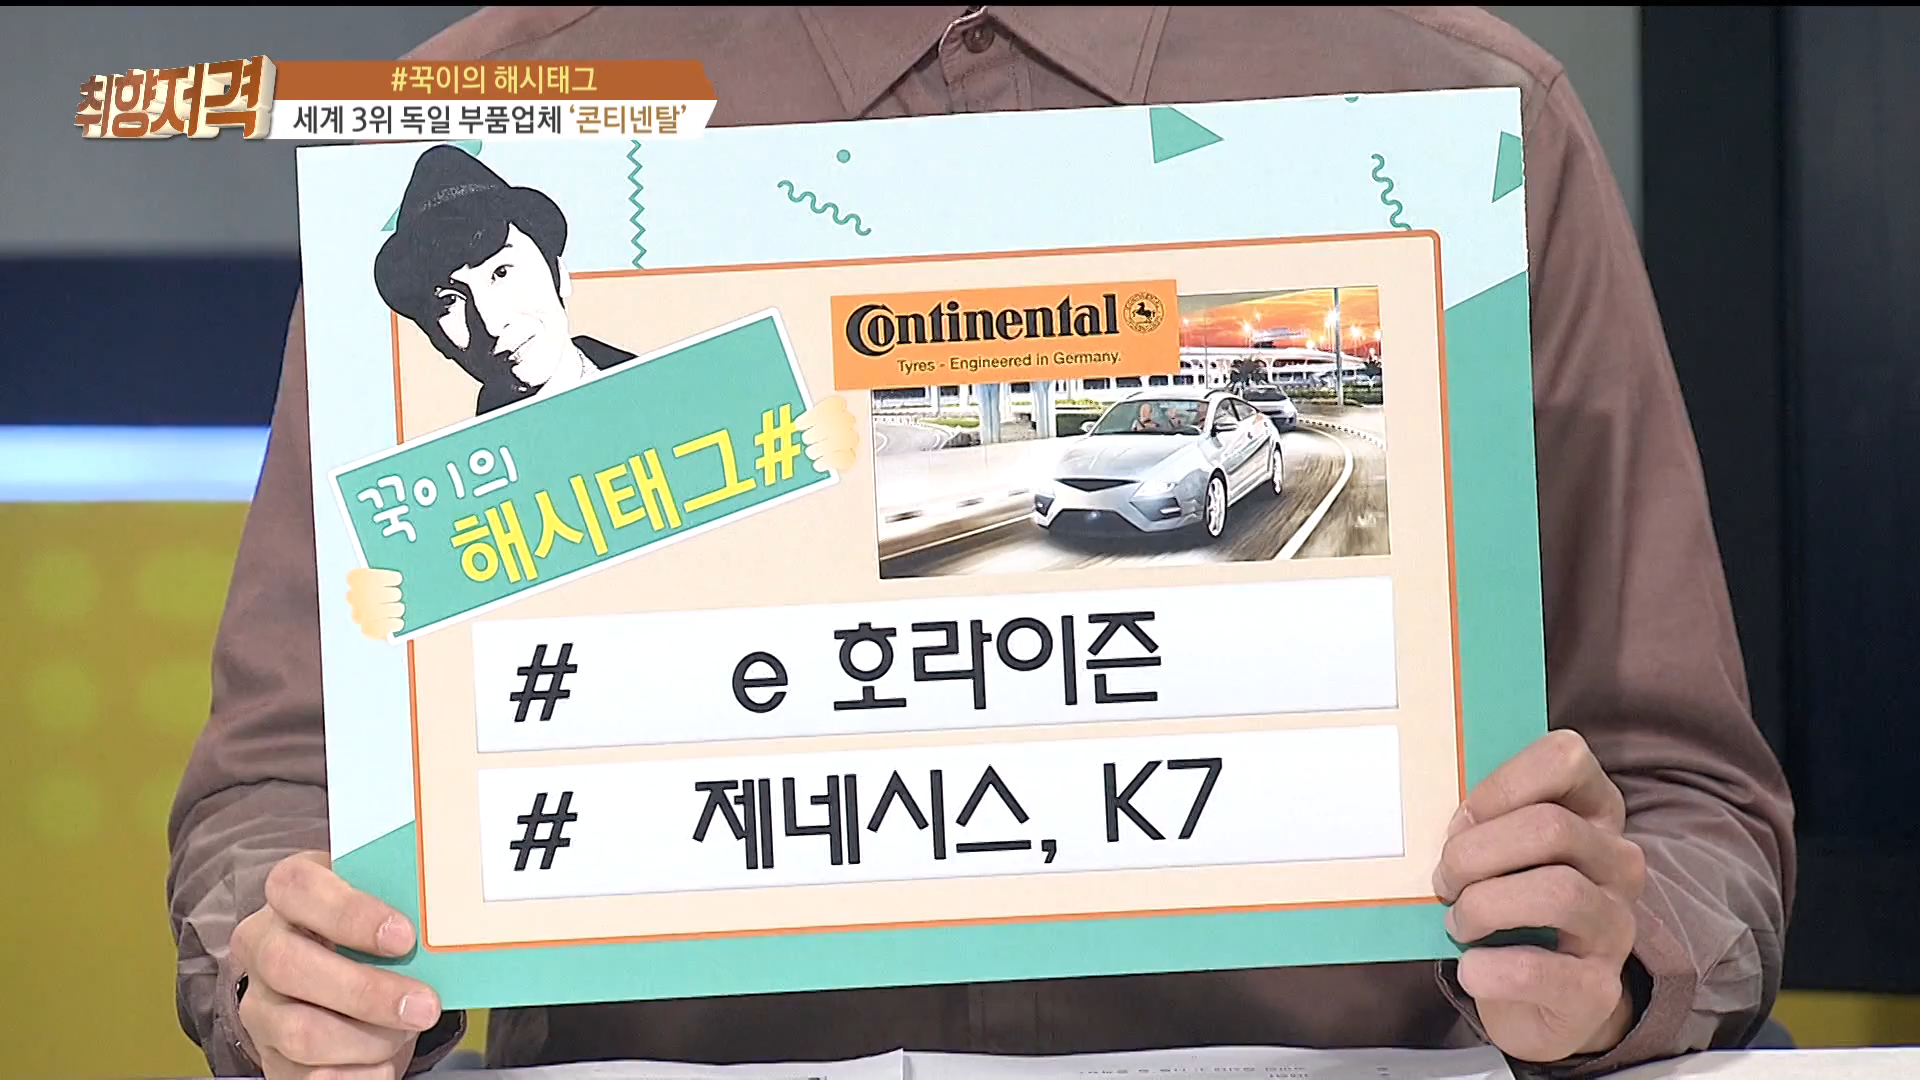 취향저격
#꾹이의 해시태그
세계 3위 독일 부품업체 ‘콘티넨탈’
Continental
Tyres - Engineered in Germany.
꾹이의
해시태그#
# e 호라이즌
# 제네시스, K7